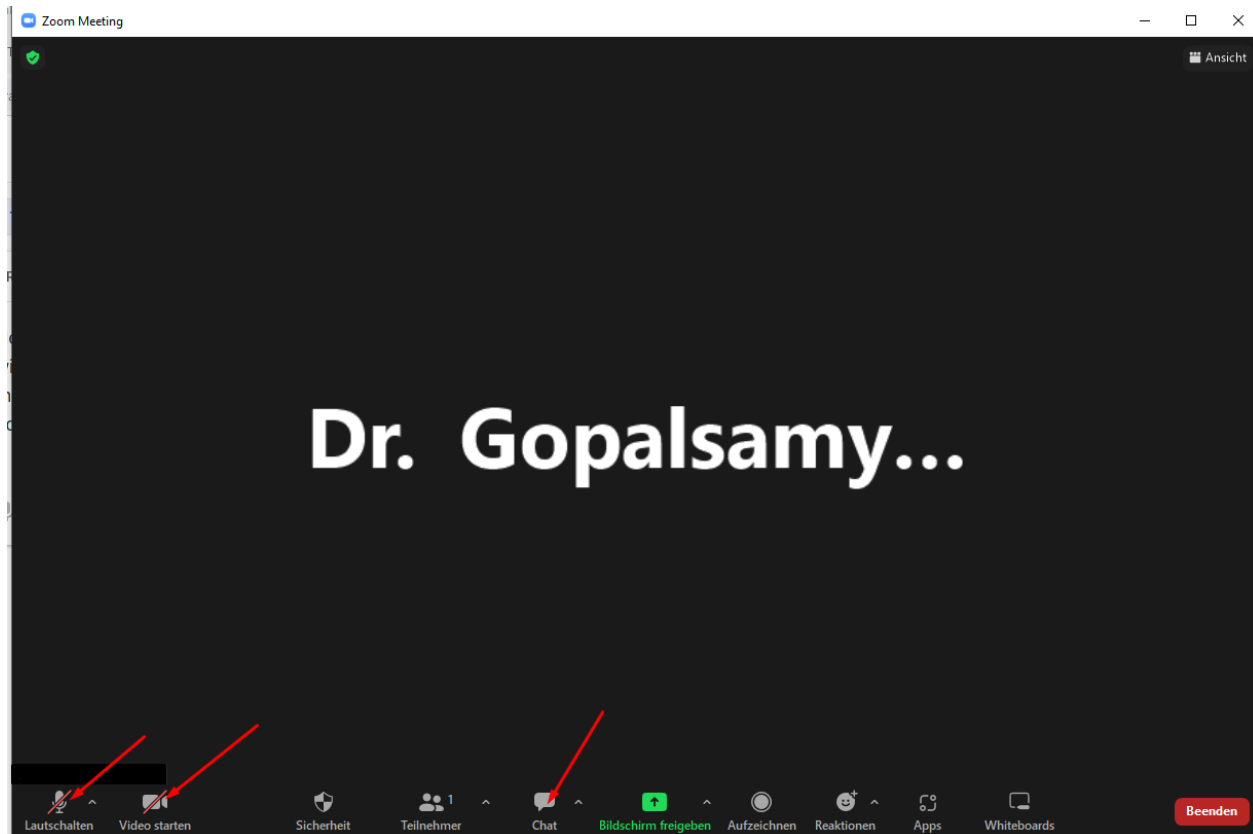 Zoom Meeting
Ansicht
Dr. Gopalsamy...
1
Lautschalten Video starten Sicherheit Teilnehmer Chat Bildschirm freigeben Aufzeichnen Reaktionen Apps Whiteboards Beenden